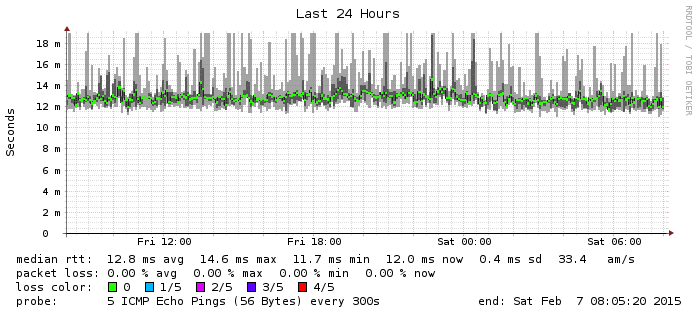 Last 24 Hours
RRDTOOL / TOBI OETIKER
Seconds
18 m
16 m
14 m
12 m
10 m
8 m
6 m
4 m
2 m
0
Fri 12:00 Fri 18:00 Sat 00:00 Sat 06:00
median rtt: 12.8 ms avg 14.6 ms max 11.7 ms min 12.0 ms now 0.4 ms sd 33.4 am/s
packet loss: 0.00 % avg 0.00 % max 0.00 % min 0.00 % now
loss color: 0 1/5 2/5 3/5 4/5
probe: 5 ICMP Echo Pings (56 Bytes) every 300s end: Sat Feb 7 08:05:20 2015